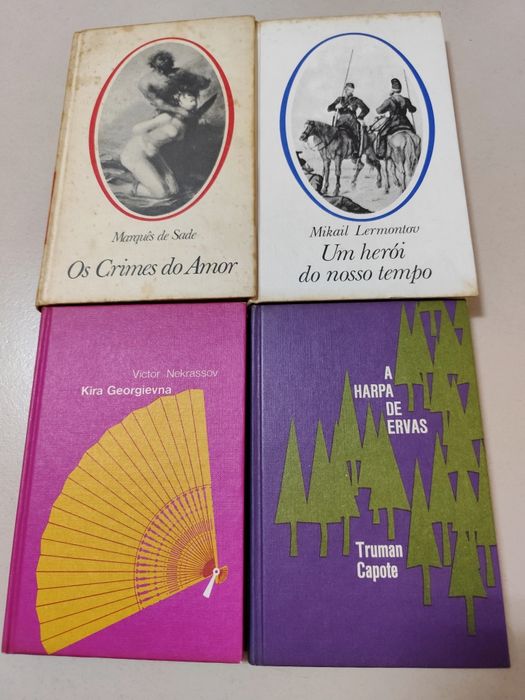 Marquês de Sade
Os Crimes do Amor
Mikail Lermontov
Um herói
do nosso tempo
Victor Nekrassov
Kira Georgievna
A
HARPA
DE
ERVAS
Truman
Capote